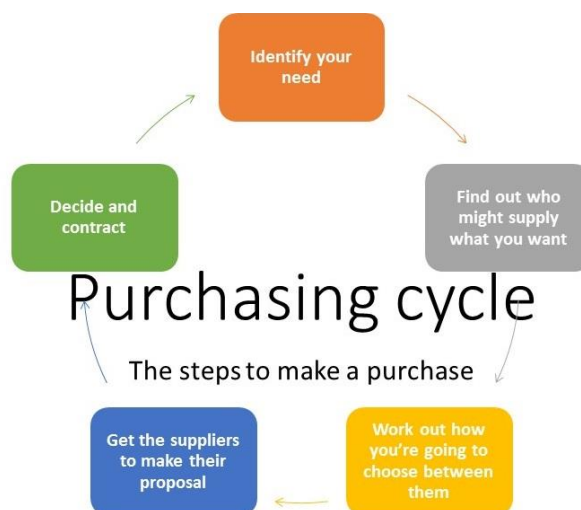 Identify your
need
Find out who
might supply
what you want
Work out how
you're going to
choose between
them
Get the suppliers
to make their
proposal
Decide and
contract
Purchasing cycle
The steps to make a purchase